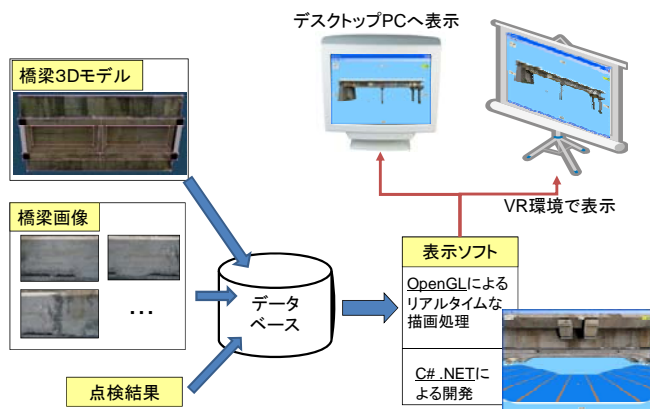 デスクトップPCへ表示
橋梁3Dモデル
VR環境で表示
橋梁画像
...
データ
ベース
点検結果
表示ソフト
OpenGLによる
リアルタイムな
描画処理
C# .NETに
よる開発